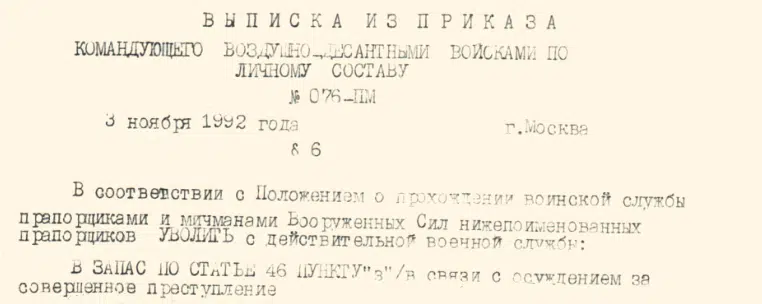 ВЫПИСКА ИЗ ПРИКАЗА
КОМАНДУЮЩЕГО ВОЗДУШНО-ДЕСАНТНЫМИ ВОЙСКАМИ ПО
ЛИЧНОМУ СОСТАВУ
№ 076-ПМ
3 ноября 1992 года г.Москва
§ 6
В соответствии с Положением о прохождении воинской службы
прапорщиками и мичманами Вооруженных Сил нижепоименованных
прапорщиков УВОЛИТЬ с действительной военной службы:
В ЗАПАС ПО СТАТЬЕ 46 ПУНКТУ"з"/в связи с осуждением за
совершенное преступление